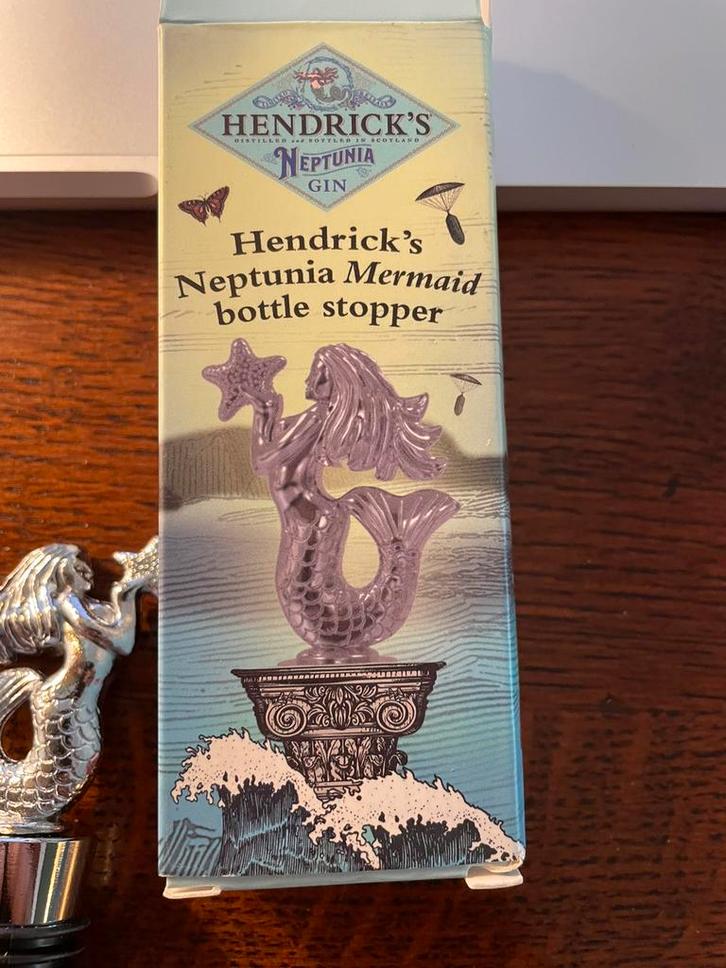 HENDRICK'S
DISTILLED and BOTTLED IN SCOTLAND
NEPTUNIA
GIN
Hendrick's
Neptunia Mermaid
bottle stopper